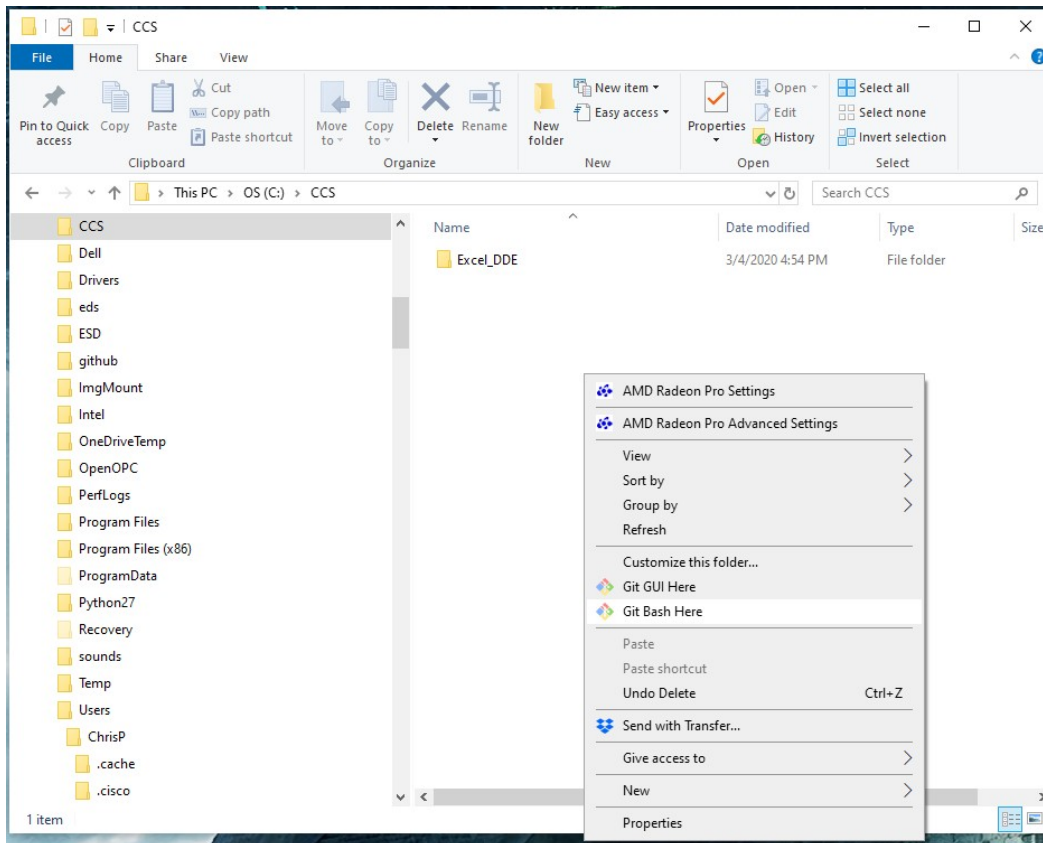 CCS
File Home Share View
Pin to Quick access
Copy
Paste
Cut
Copy path
Paste shortcut
Clipboard
Move to
Copy to
Delete
Rename
Organize
New folder
New item
Easy access
New
Properties
Open
Edit
History
Open
Select all
Select none
Invert selection
Select
This PC > OS (C:) > CCS
Search CCS
CCS
Dell
Drivers
eds
ESD
github
ImgMount
Intel
OneDriveTemp
OpenOPC
PerfLogs
Program Files
Program Files (x86)
ProgramData
Python27
Recovery
sounds
Temp
Users
ChrisP
.cache
.cisco
Name Date modified Type Size
Excel_DDE 3/4/2020 4:54 PM File folder
AMD Radeon Pro Settings
AMD Radeon Pro Advanced Settings
View
Sort by
Group by
Refresh
Customize this folder...
Git GUI Here
Git Bash Here
Paste
Paste shortcut
Undo Delete Ctrl+Z
Send with Transfer...
Give access to
New
Properties
1 item